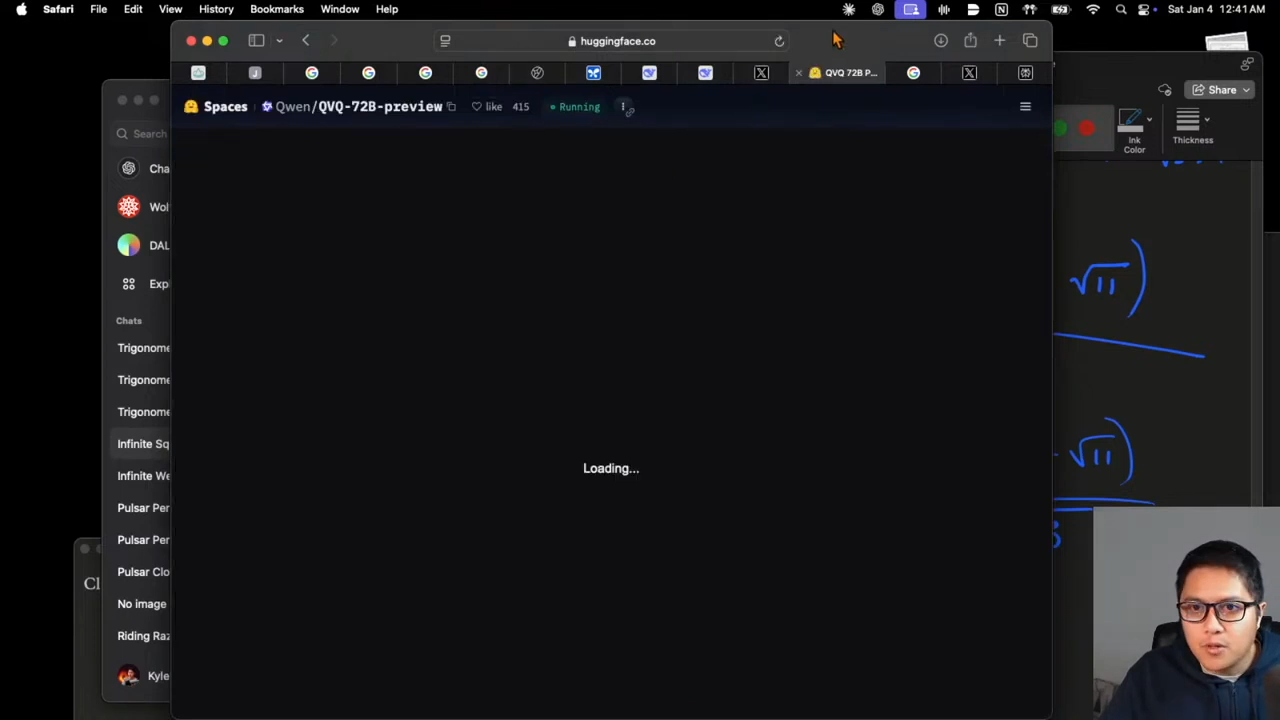 Safari File Edit View History Bookmarks Window Help
Sat Jan 4 12:41 AM
huggingface.co
QVQ 72B P...
Spaces Qwen/QVQ-72B-preview like 415 Running
Share
Search
Ink Color
Thickness
Cha
Wol
DAL
Expl
Chats
Trigonome
Trigonome
Trigonome
Infinite Sq
Infinite We
Pulsar Per
Pulsar Per
Pulsar Clo
No image
Riding Raz
Kyle
Loading...
√11)
√11)
Cl